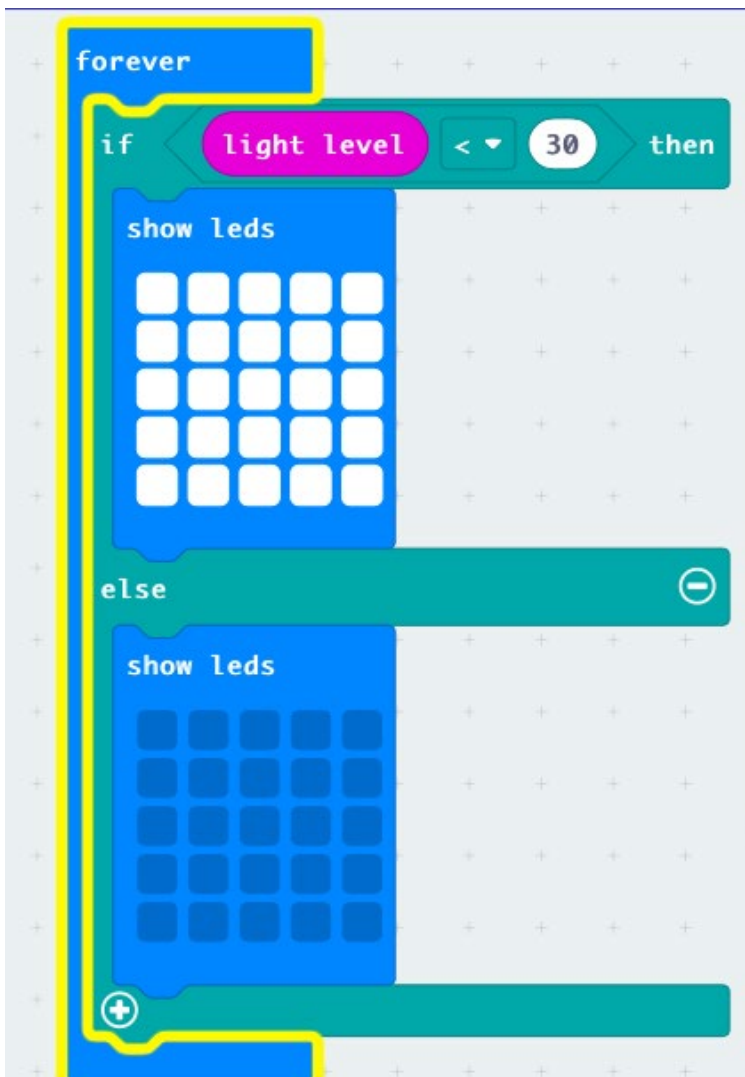 forever
if light level < 30 then
show leds
else
show leds